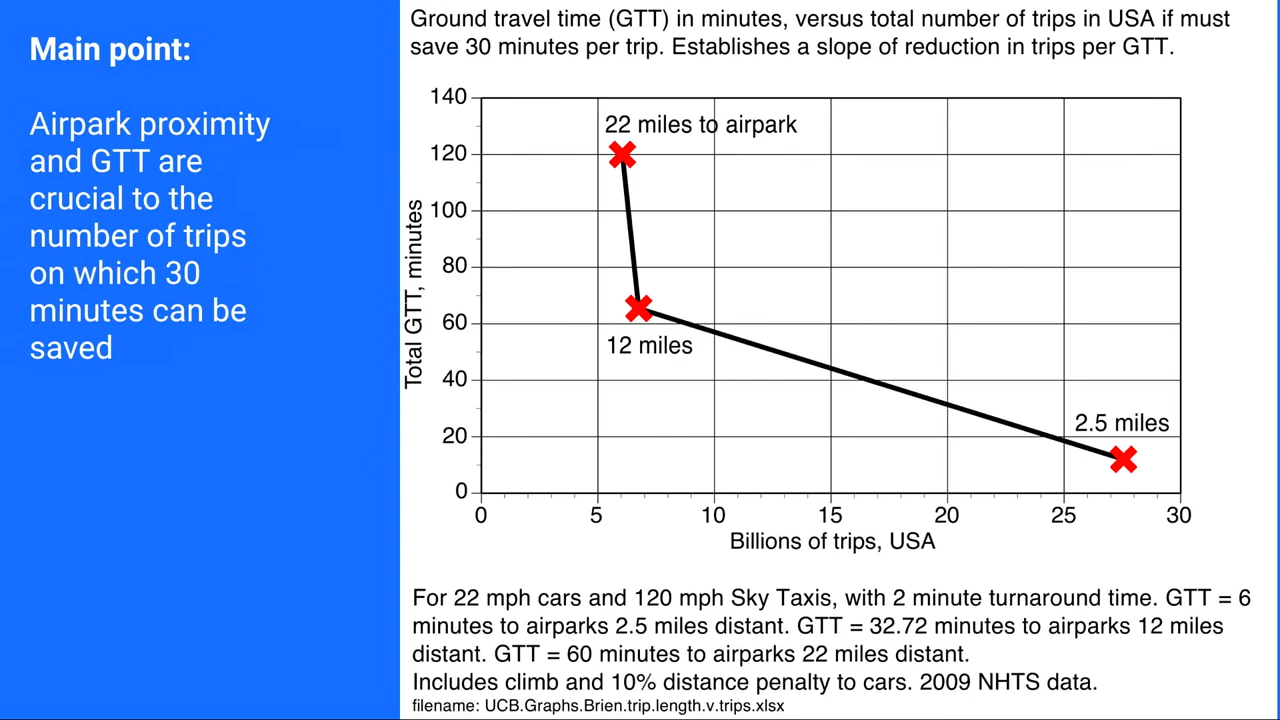 Main point:
Airpark proximity
and GTT are
crucial to the
number of trips
on which 30
minutes can be
saved
Ground travel time (GTT) in minutes, versus total number of trips in USA if must
save 30 minutes per trip. Establishes a slope of reduction in trips per GTT.
Total GTT, minutes
140
120
100
80
60
40
20
0
22 miles to airpark
12 miles
2.5 miles
0 5 10 15 20 25 30
Billions of trips, USA
For 22 mph cars and 120 mph Sky Taxis, with 2 minute turnaround time. GTT = 6
minutes to airparks 2.5 miles distant. GTT = 32.72 minutes to airparks 12 miles
distant. GTT = 60 minutes to airparks 22 miles distant.
Includes climb and 10% distance penalty to cars. 2009 NHTS data.
filename: UCB.Graphs.Brien.trip.length.v.trips.xlsx